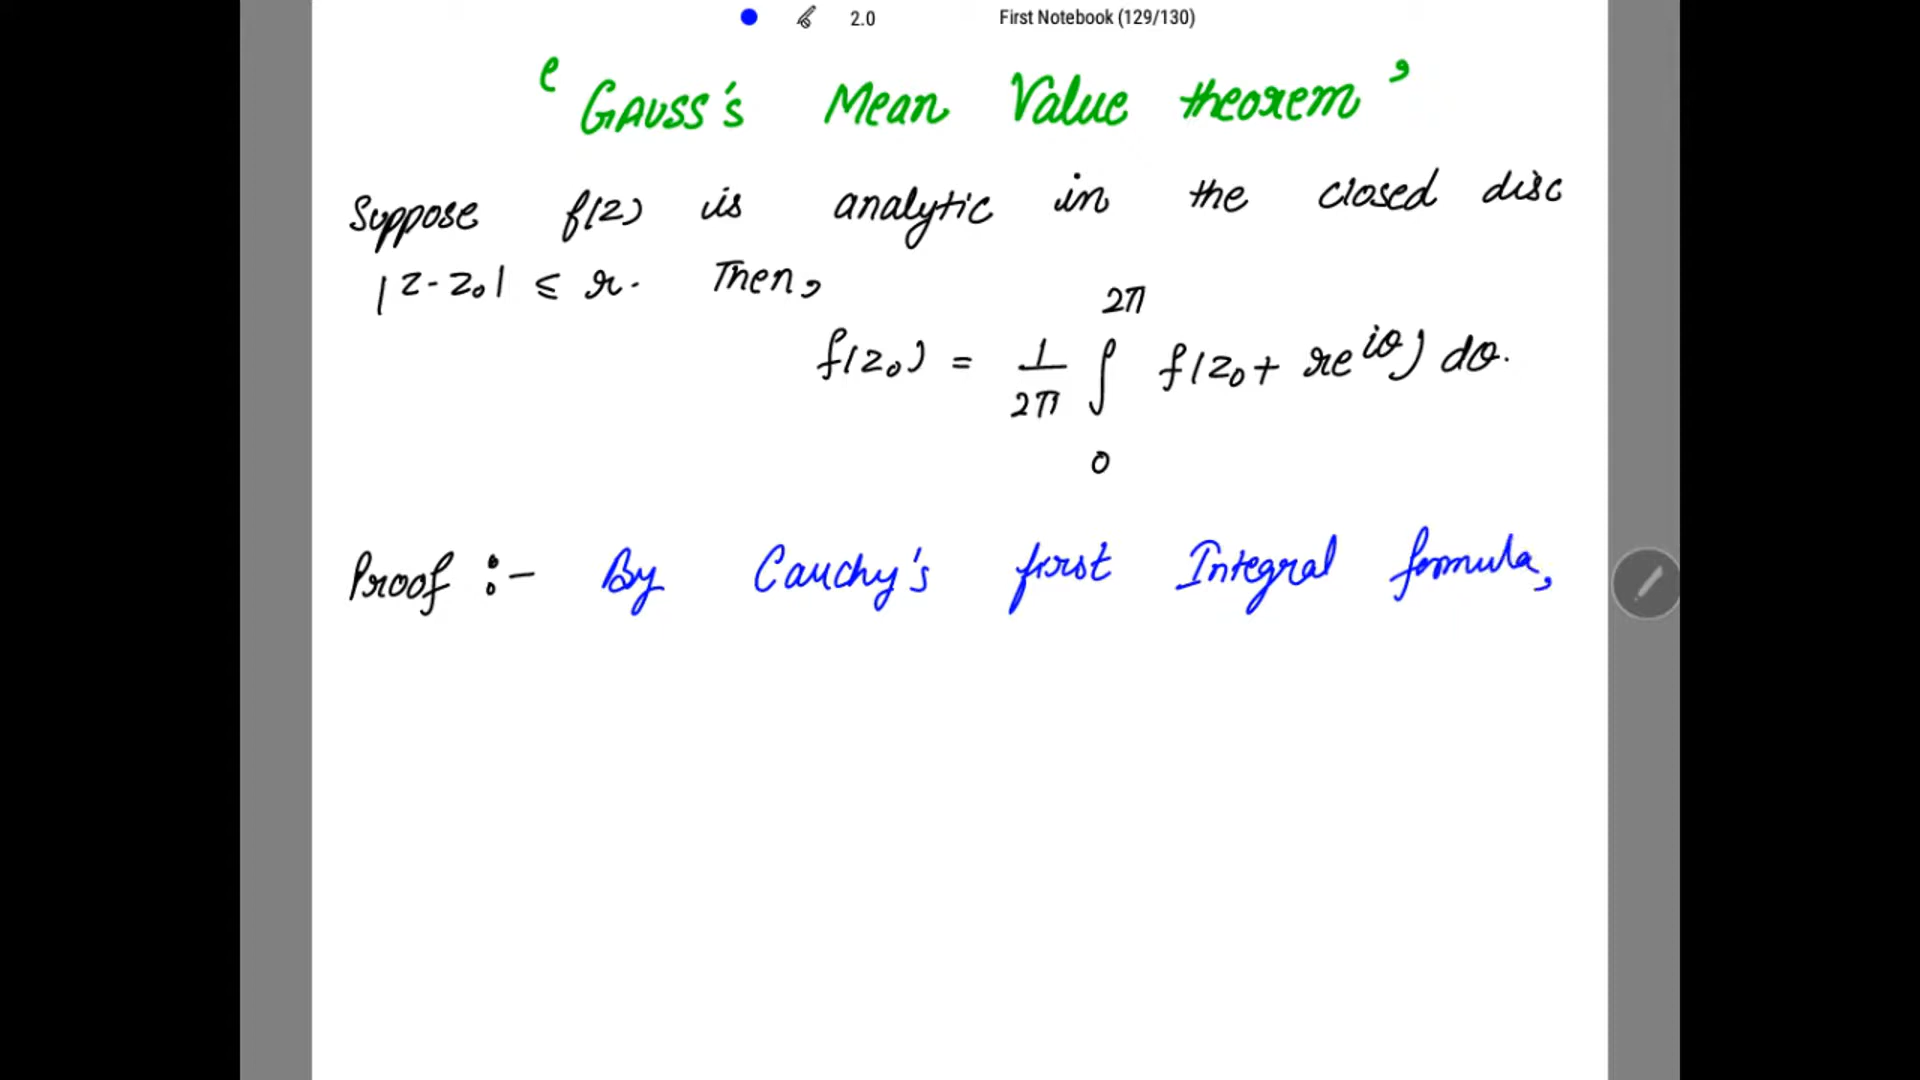 2.0 First Notebook (129/130)
‘Gauss's Mean Value theorem’
Suppose f(z) is analytic in the closed disc
|z-z₀| ≤ r. Then,
f(z₀) = 1/2π ∫₀^2π f(z₀+ re^iθ) dθ.
Proof :- By Cauchy's first Integral formula,